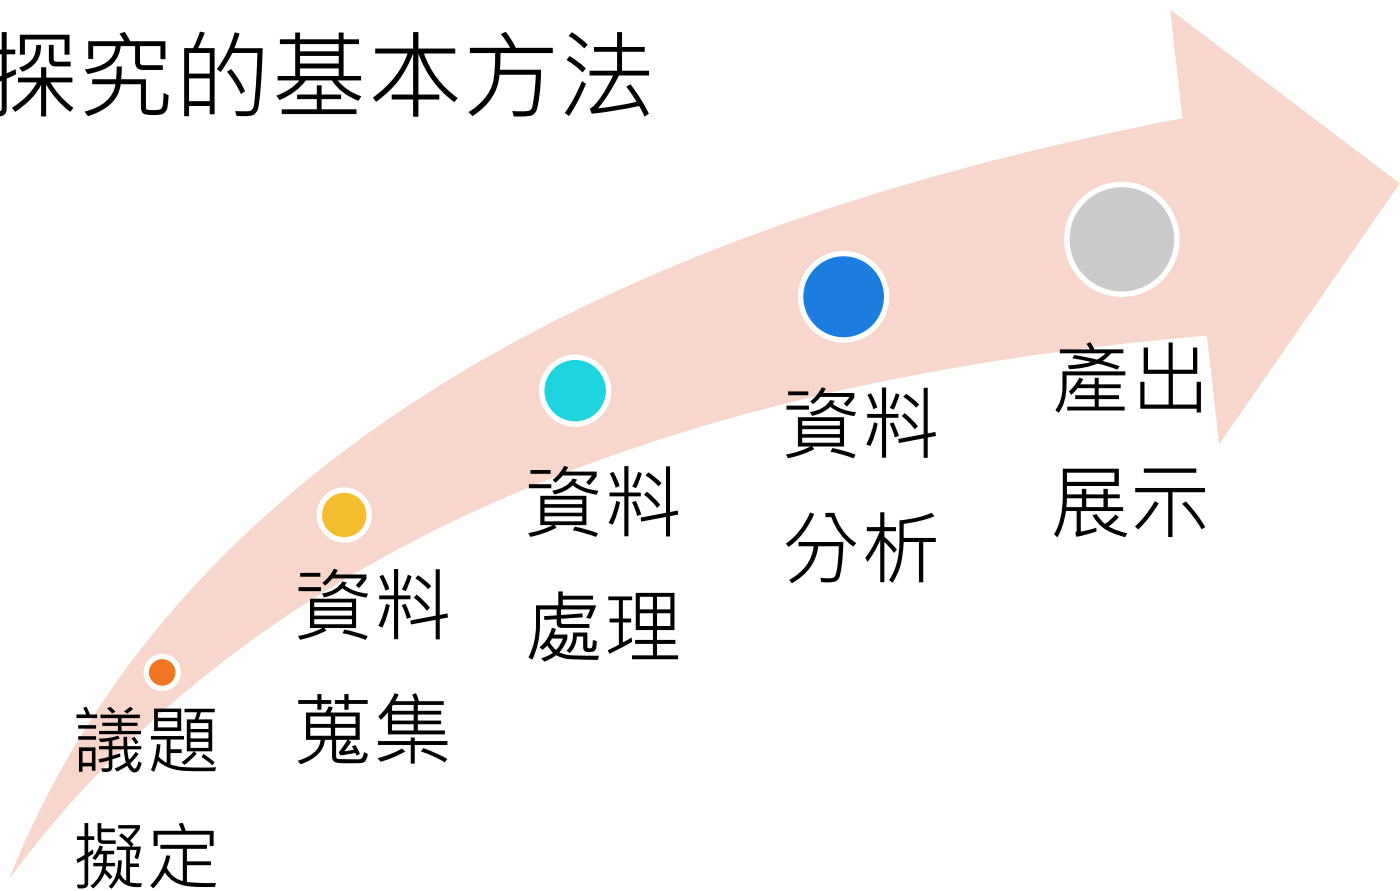 探究的基本方法
議題
擬定
資料
蒐集
資料
處理
資料
分析
產出
展示